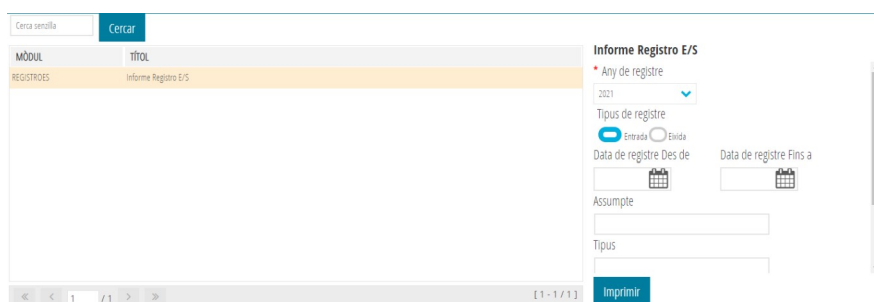 Cerca senzilla
Cercar
MÒDUL TÍTOL
REGISTROES Informe Registro E/S
1 / 1 [ 1 - 1 / 1 ]
Informe Registro E/S
* Any de registre
2021
Tipus de registre
Entrada Eixida
Data de registre Des de Data de registre Fins a
Assumpte
Tipus
Imprimir